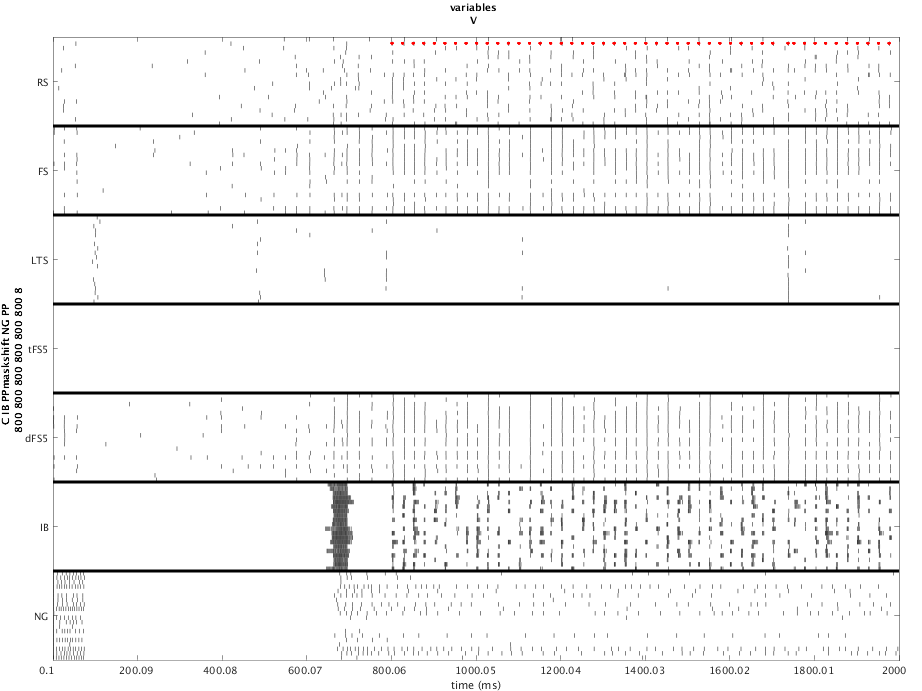 variables
V
RS
FS
LTS
tFS5
dFS5
IB
NG
C IB PPmaskshift NG PP
800 800 800 800 800 8
0.1 200.09 400.08 600.07 800.06 1000.05 1200.04 1400.03 1600.02 1800.01 2000
time (ms)